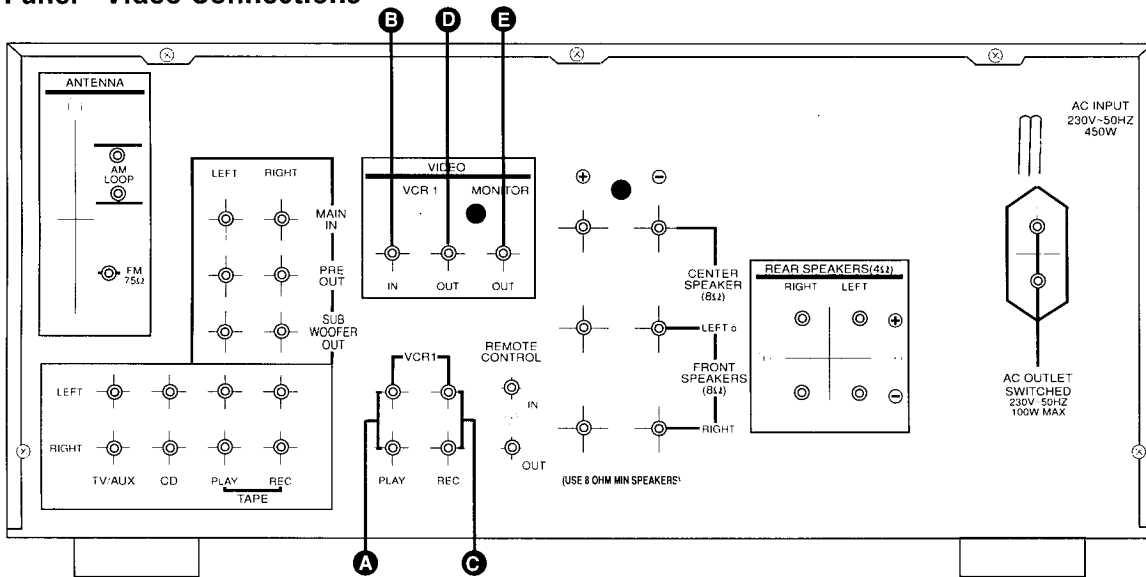 Panel - Video Connections
B D E
ANTENNA
AM
LOOP
FM
75Ω
LEFT RIGHT
MAIN
IN
PRE
OUT
SUB
WOOFER
OUT
VIDEO
VCR 1 MONITOR
IN OUT OUT
⊕ ⊖
CENTER
SPEAKER
(8Ω)
LEFT
FRONT
SPEAKERS
(8Ω)
RIGHT
(USE 8 OHM MIN SPEAKERS)
REAR SPEAKERS(4Ω)
RIGHT LEFT
⊕
⊖
AC INPUT
230V~50HZ
450W
AC OUTLET
SWITCHED
230V~50HZ
100W MAX
VCR1
PLAY REC
REMOTE
CONTROL
IN
OUT
LEFT
RIGHT
TV/AUX CD PLAY REC
TAPE
A C